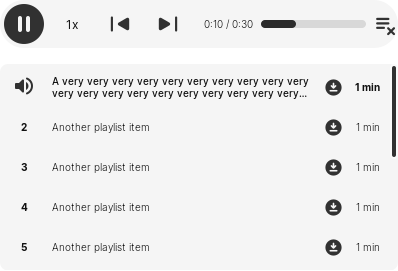 1x
0:10 / 0:30
A very very very very very very very very very very
very very very very very very very very very very...
1 min
2
Another playlist item
1 min
3
Another playlist item
1 min
4
Another playlist item
1 min
5
Another playlist item
1 min